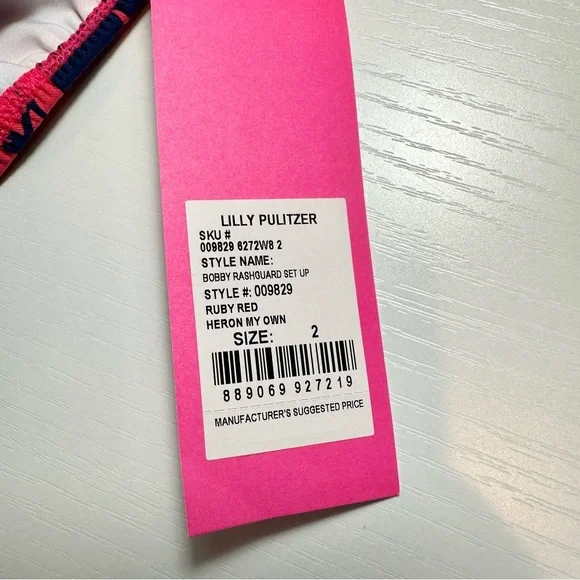 LILLY PULITZER
SKU #
009829 6272W8 2
STYLE NAME:
BOBBY RASHGUARD SET UP
STYLE #: 009829
RUBY RED
HERON MY OWN
SIZE: 2
889069 927219
MANUFACTURER'S SUGGESTED PRICE